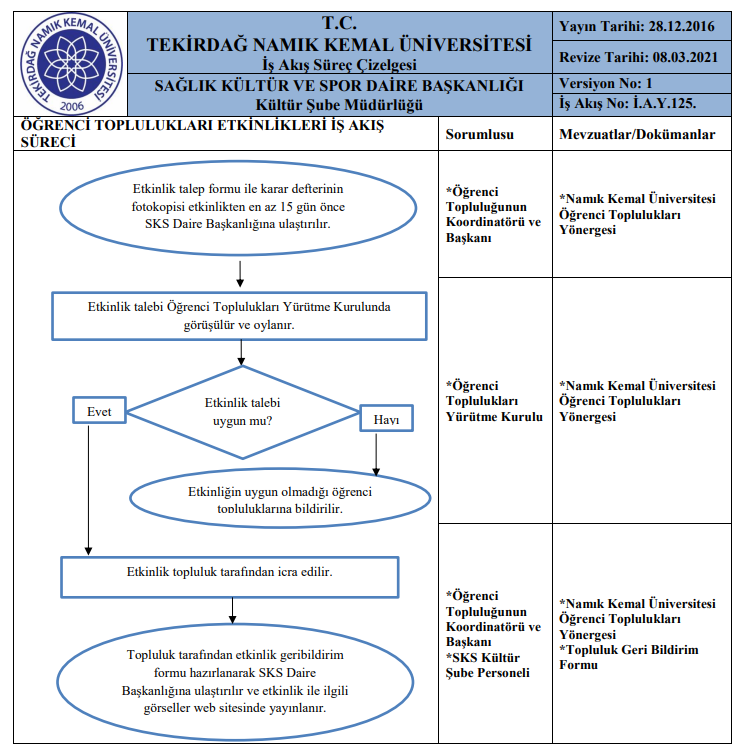 TEKİRDAĞ NAMIK KEMAL ÜNİVERSİTESİ
2006
T.C.
TEKİRDAĞ NAMIK KEMAL ÜNİVERSİTESİ
İş Akış Süreç Çizelgesi
SAĞLIK KÜLTÜR VE SPOR DAİRE BAŞKANLIĞI
Kültür Şube Müdürlüğü
Yayın Tarihi: 28.12.2016
Revize Tarihi: 08.03.2021
Versiyon No: 1
İş Akış No: İ.A.Y.125.
ÖĞRENCİ TOPLULUKLARI ETKİNLİKLERİ İŞ AKIŞ
SÜRECİ
Sorumlusu
Mevzuatlar/Dokümanlar
Etkinlik talep formu ile karar defterinin
fotokopisi etkinlikten en az 15 gün önce
SKS Daire Başkanlığına ulaştırılır.
*Öğrenci
Topluluğunun
Koordinatörü ve
Başkanı
*Namık Kemal Üniversitesi
Öğrenci Toplulukları
Yönergesi
Etkinlik talebi Öğrenci Toplulukları Yürütme Kurulunda
görüşülür ve oylanır.
Etkinlik talebi
uygun mu?
Evet
Hayı
Etkinliğin uygun olmadığı öğrenci
topluluklarına bildirilir.
*Öğrenci
Toplulukları
Yürütme Kurulu
*Namık Kemal Üniversitesi
Öğrenci Toplulukları
Yönergesi
Etkinlik topluluk tarafından icra edilir.
Topluluk tarafından etkinlik geribildirim
formu hazırlanarak SKS Daire
Başkanlığına ulaştırılır ve etkinlik ile ilgili
görseller web sitesinde yayınlanır.
*Öğrenci
Topluluğunun
Koordinatörü ve
Başkanı
*SKS Kültür
Şube Personeli
*Namık Kemal Üniversitesi
Öğrenci Toplulukları
Yönergesi
*Topluluk Geri Bildirim
Formu